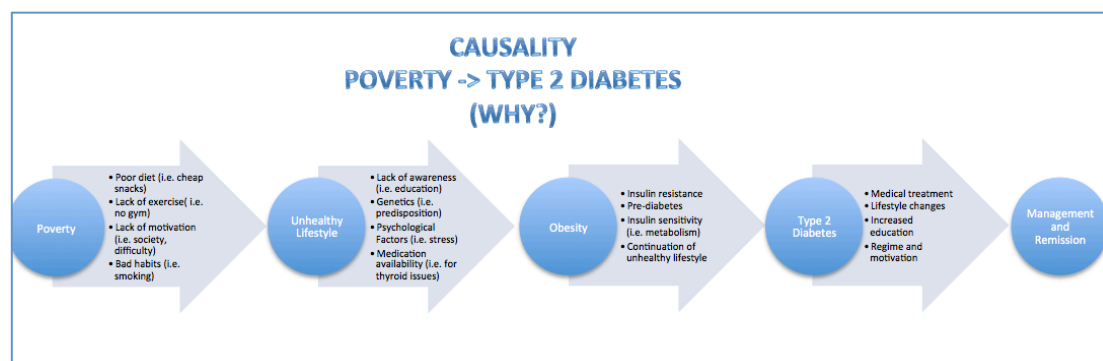 CAUSALITY
POVERTY -> TYPE 2 DIABETES
(WHY?)
Poverty
• Poor diet (i.e. cheap
snacks)
• Lack of exercise( i.e.
no gym)
• Lack of motivation
(i.e. society,
difficulty)
• Bad habits (i.e.
smoking)
Unhealthy
Lifestyle
• Lack of awareness
(i.e. education)
• Genetics (i.e.
predisposition)
• Psychological
Factors (i.e. stress)
• Medication
availability (i.e. for
thyroid issues)
Obesity
• Insulin resistance
• Pre-diabetes
• Insulin sensitivity
(i.e. metabolism)
• Continuation of
unhealthy lifestyle
Type 2
Diabetes
• Medical treatment
• Lifestyle changes
• Increased
education
• Regime and
motivation
Management
and
Remission